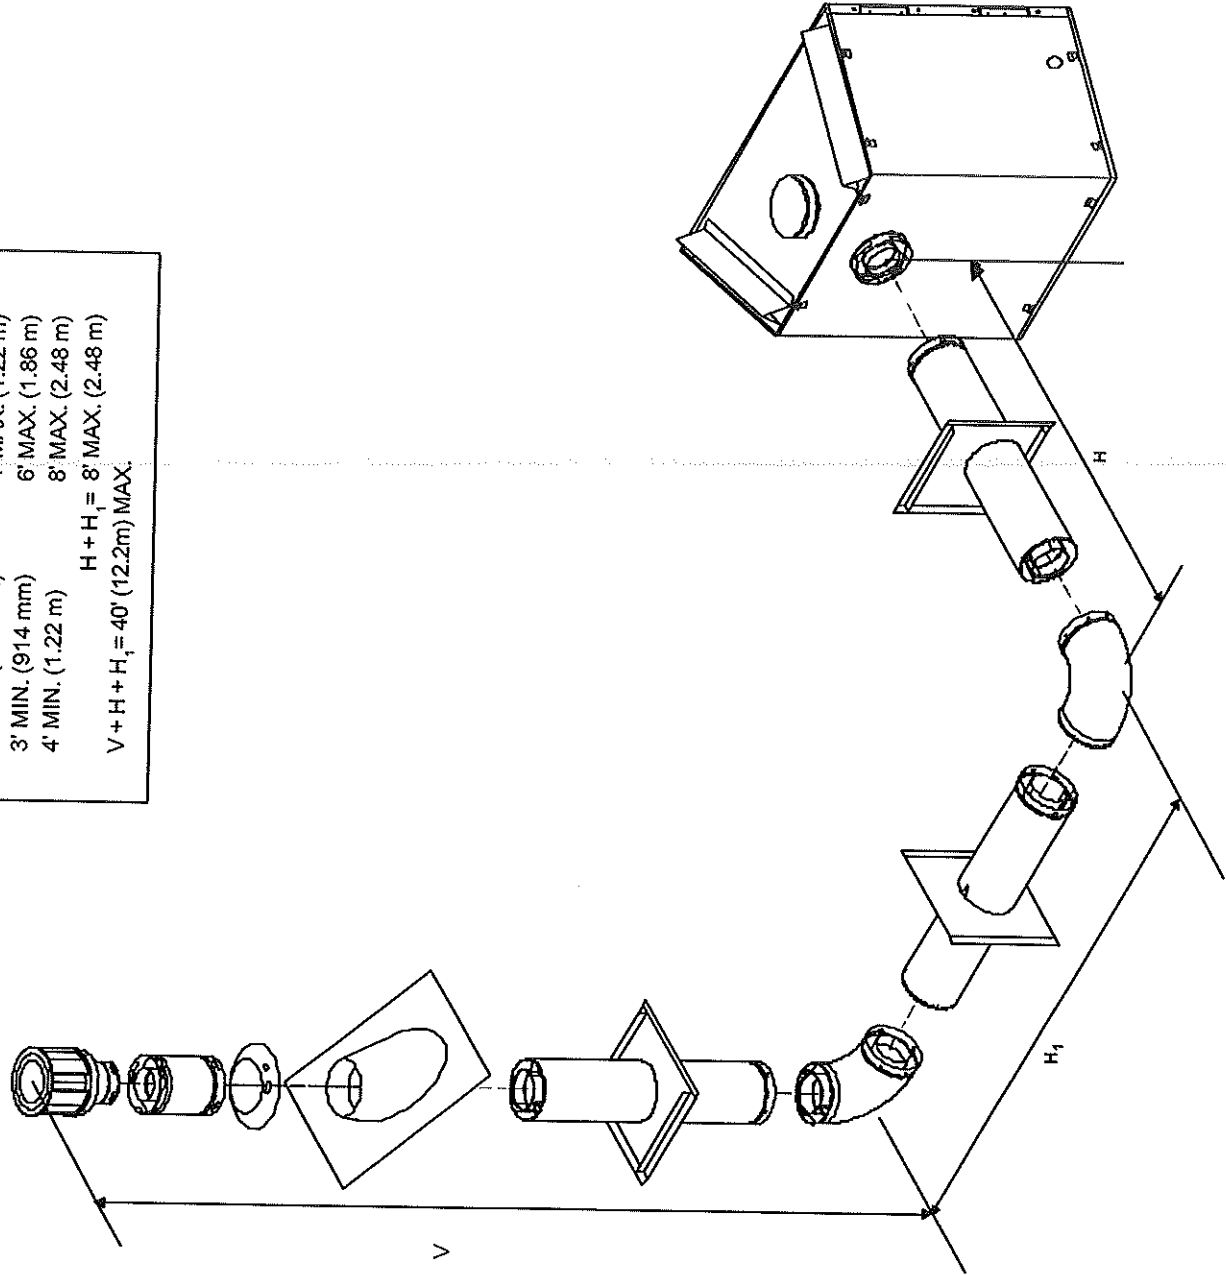 3' MIN. (914 mm) 6' MAX. (1.86 m)
4' MIN. (1.22 m) 8' MAX. (2.48 m)
H + H₁= 8' MAX. (2.48 m)
V + H + H₁= 40' (12.2m) MAX.
V
H₁
H